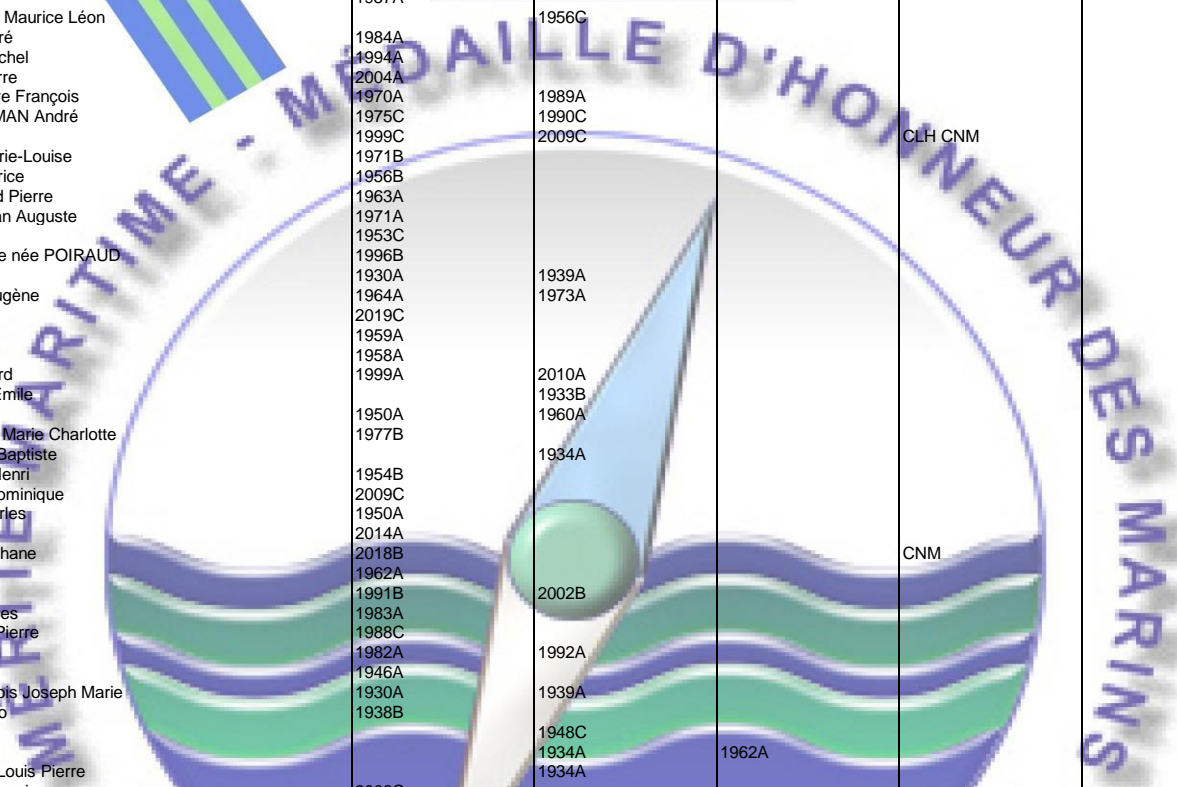 MÉRITE MARITIME - MÉDAILLE D'HONNEUR DES MARINS
Maurice Léon 1956C
ré 1984A
chel 1994A
rre 2004A
re François 1970A 1989A
MAN André 1975C 1990C
1999C 2009C CLH CNM
rie-Louise 1971B
rice 1956B
d Pierre 1963A
an Auguste 1971A
1953C
e née POIRAUD 1996B
1930A 1939A
ugène 1964A 1973A
2019C
1959A
1958A
rd 1999A 2010A
Emile 1933B
1950A 1960A
Marie Charlotte 1977B
Baptiste 1934A
Henri 1954B
ominique 2009C
rles 1950A
2014A
hane 2018B CNM
1962A
1991B 2002B
es 1983A
Pierre 1988C
1982A 1992A
1946A
ois Joseph Marie 1930A 1939A
o 1938B
1948C
1934A 1962A
Louis Pierre 1934A